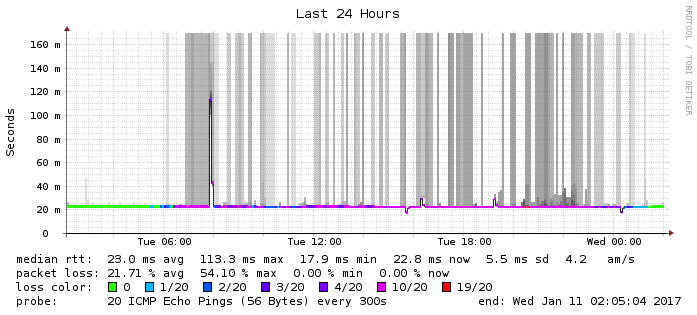 Last 24 Hours
RRDTOOL / TOBI OETIKER
Seconds
160 m
140 m
120 m
100 m
80 m
60 m
40 m
20 m
0
Tue 06:00 Tue 12:00 Tue 18:00 Wed 00:00
median rtt: 23.0 ms avg 113.3 ms max 17.9 ms min 22.8 ms now 5.5 ms sd 4.2 am/s
packet loss: 21.71 % avg 54.10 % max 0.00 % min 0.00 % now
loss color: 0 1/20 2/20 3/20 4/20 10/20 19/20
probe: 20 ICMP Echo Pings (56 Bytes) every 300s end: Wed Jan 11 02:05:04 2017